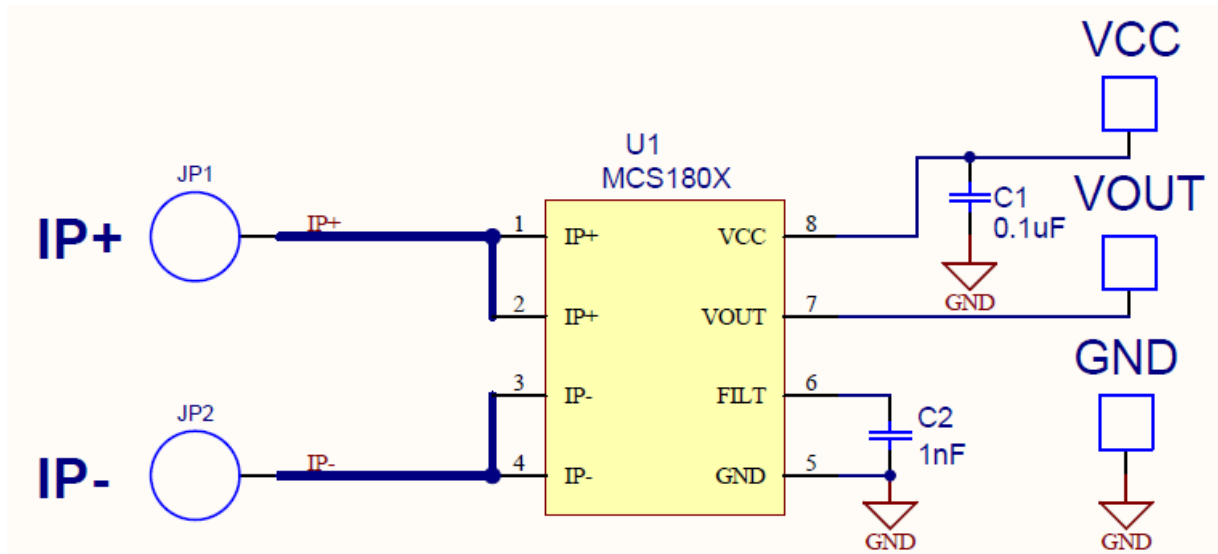 VCC
U1
MCS180X
JP1
IP+
IP+
1
IP+
VCC
8
C1
0.1uF
VOUT
GND
2
IP+
VOUT
7
GND
3
IP-
FILT
6
JP2
C2
1nF
IP-
IP-
4
IP-
GND
5
GND
GND